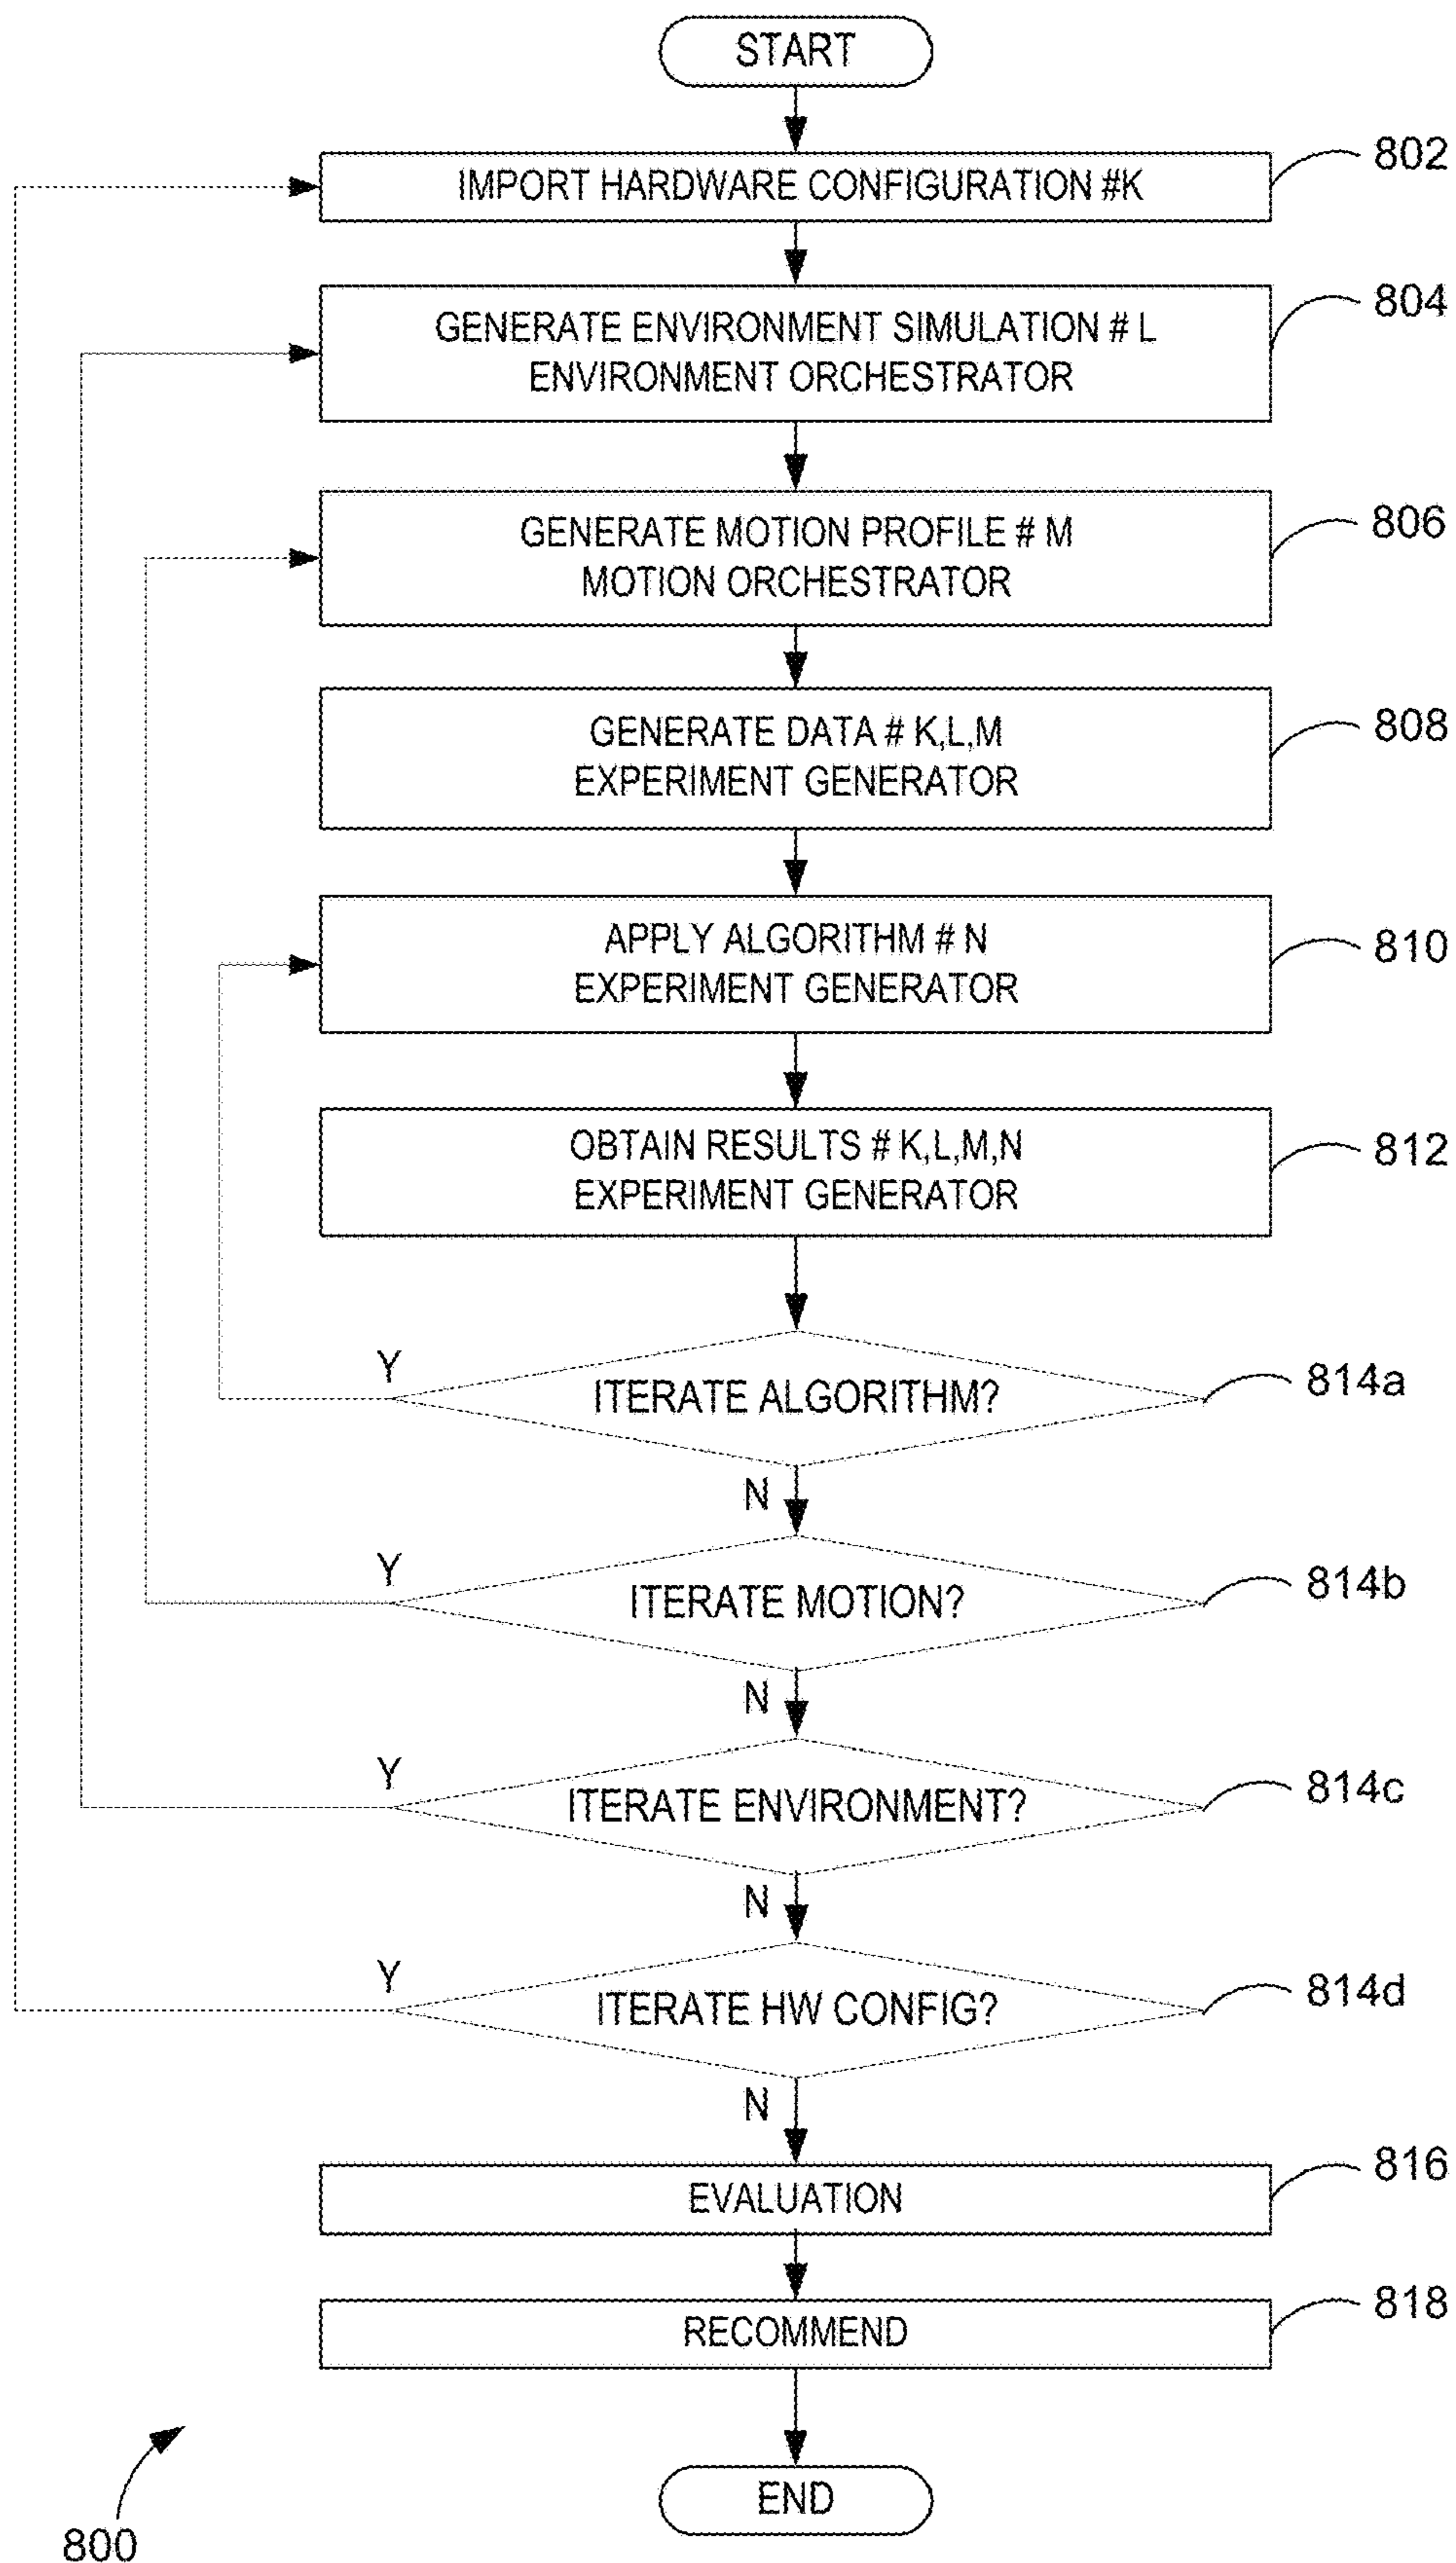 START
IMPORT HARDWARE CONFIGURATION #K
802
GENERATE ENVIRONMENT SIMULATION # L
ENVIRONMENT ORCHESTRATOR
804
GENERATE MOTION PROFILE # M
MOTION ORCHESTRATOR
806
GENERATE DATA # K,L,M
EXPERIMENT GENERATOR
808
APPLY ALGORITHM # N
EXPERIMENT GENERATOR
810
OBTAIN RESULTS # K,L,M,N
EXPERIMENT GENERATOR
812
Y
ITERATE ALGORITHM?
814a
N
Y
ITERATE MOTION?
814b
N
Y
ITERATE ENVIRONMENT?
814c
N
Y
ITERATE HW CONFIG?
814d
N
EVALUATION
816
RECOMMEND
818
END
800